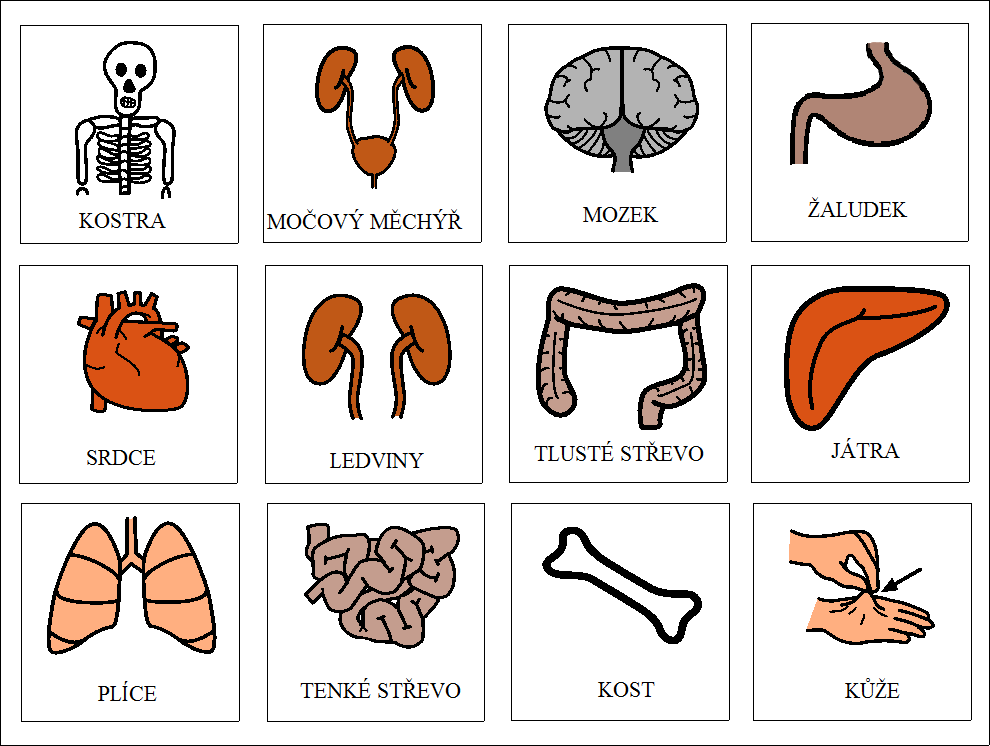 KOSTRA
MOČOVÝ MĚCHÝŘ
MOZEK
ŽALUDEK
SRDCE
LEDVINY
TLUSTÉ STŘEVO
JÁTRA
PLÍCE
TENKÉ STŘEVO
KOST
KŮŽE